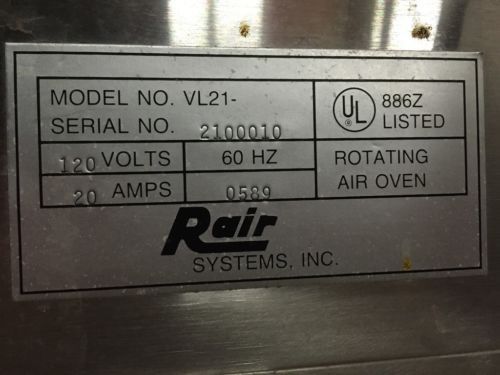 MODEL NO. VL21-
SERIAL NO. 2100010
UL 886Z
LISTED
120 VOLTS 60 HZ
20 AMPS 0589
ROTATING
AIR OVEN
Rair
SYSTEMS, INC.